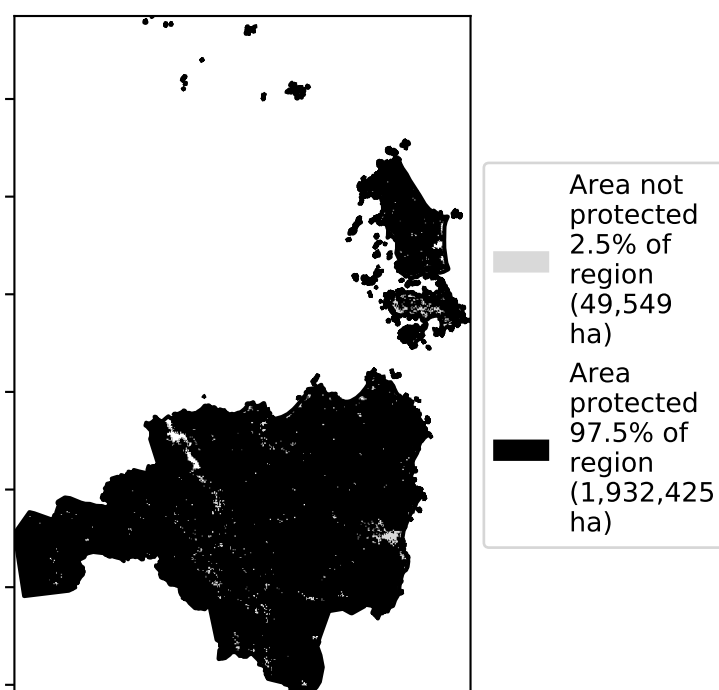 Area not
protected
2.5% of
region
(49,549
ha)
Area
protected
97.5% of
region
(1,932,425
ha)